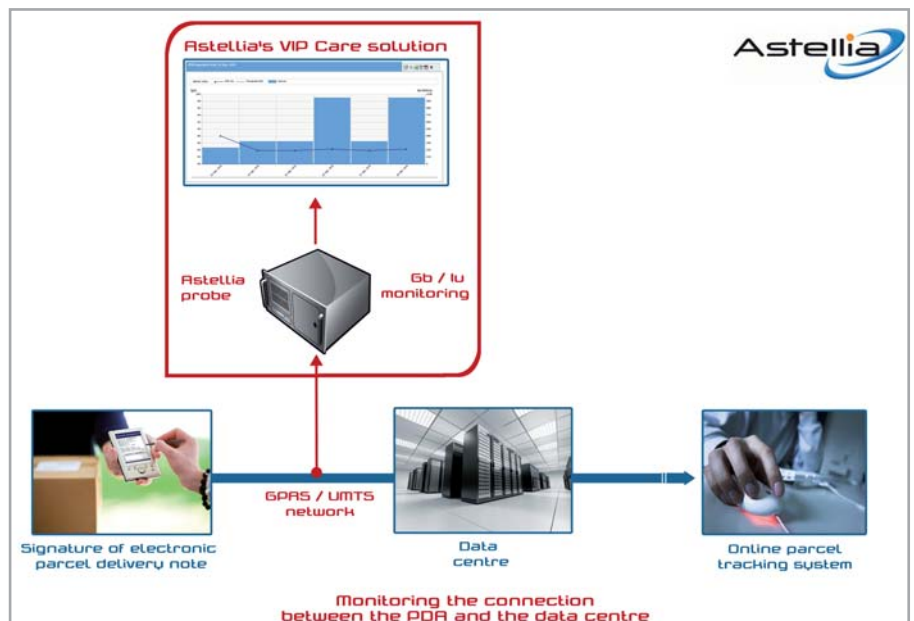 Astellia's VIP Care solution
Astellia
Astellia
probe
Gb / Iu
monitoring
GPRS / UMTS
network
Signature of electronic
parcel delivery note
Data
centre
Online parcel
tracking system
Monitoring the connection
between the PDA and the data centre